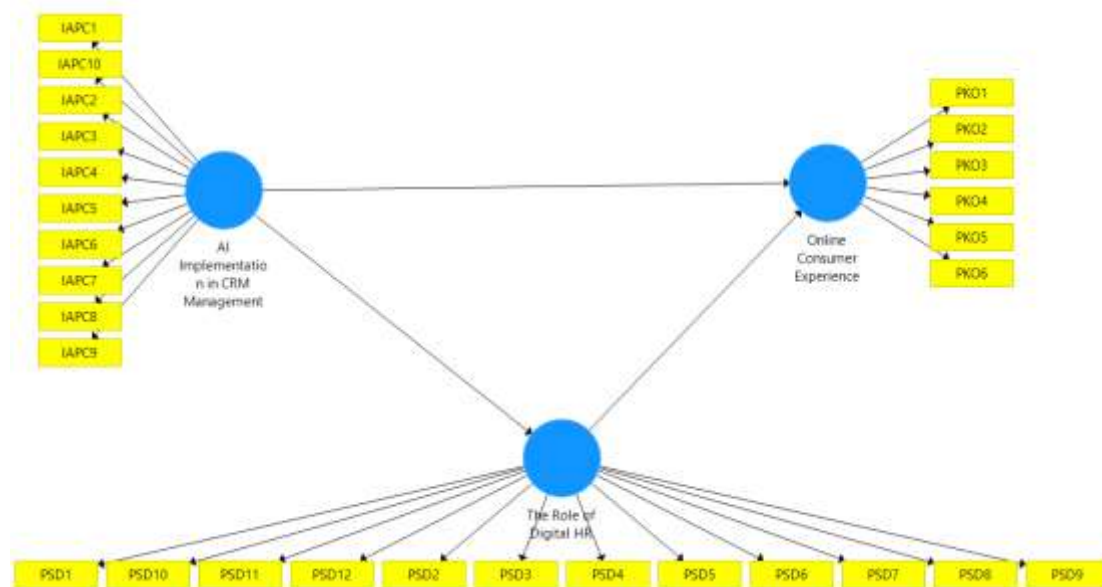 IAPC1
IAPC10
IAPC2
IAPC3
IAPC4
IAPC5
IAPC6
IAPC7
IAPC8
IAPC9
AI
Implementatio
n in CRM
Management
PKO1
PKO2
PKO3
PKO4
PKO5
PKO6
Online
Consumer
Experience
The Role of
Digital HR
PSD1
PSD10
PSD11
PSD12
PSD2
PSD3
PSD4
PSD5
PSD6
PSD7
PSD8
PSD9